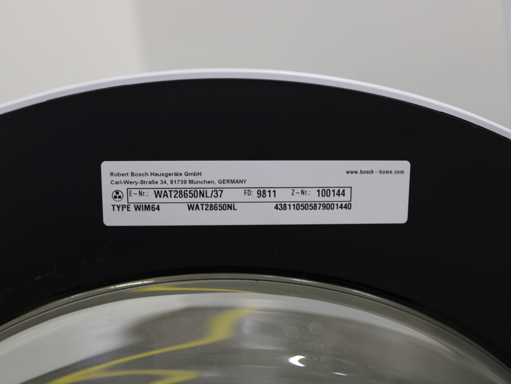 Robert Bosch Hausgeräte GmbH www.bosch-home.com
Carl-Wery-Straße 34, 81739 München, GERMANY
E-Nr.: WAT28650NL/37 FD: 9811 Z-Nr.: 100144
TYPE WIM64 WAT28650NL 438110505879001440